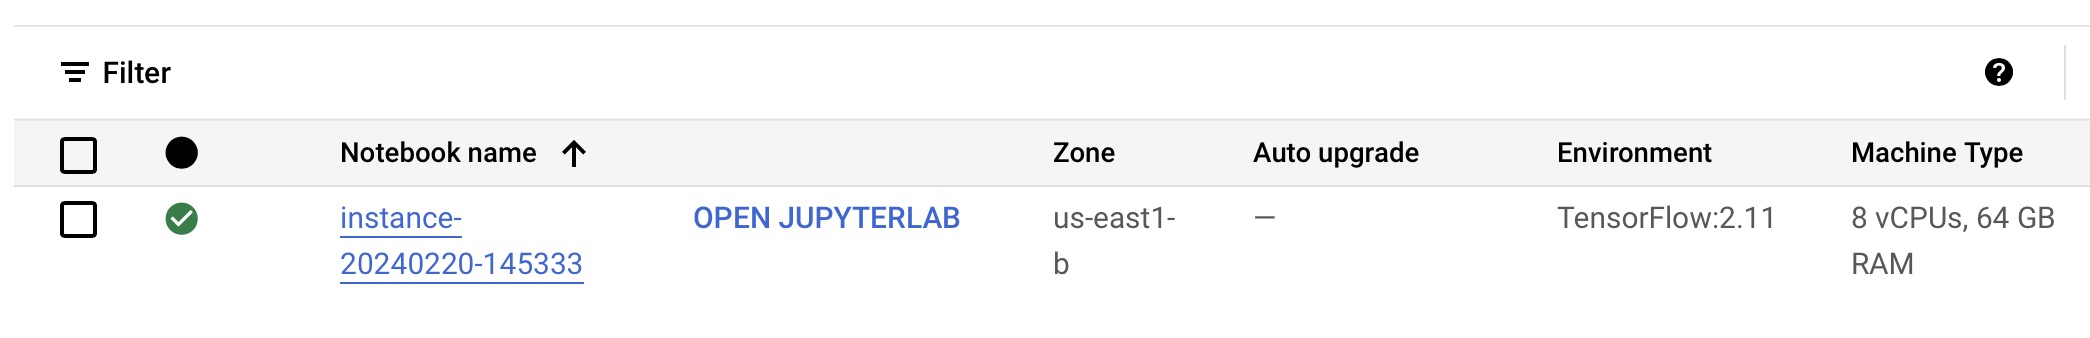 Filter
Notebook name Zone Auto upgrade Environment Machine Type
instance- OPEN JUPYTERLAB us-east1- — TensorFlow:2.11 8 vCPUs, 64 GB
20240220-145333 b RAM